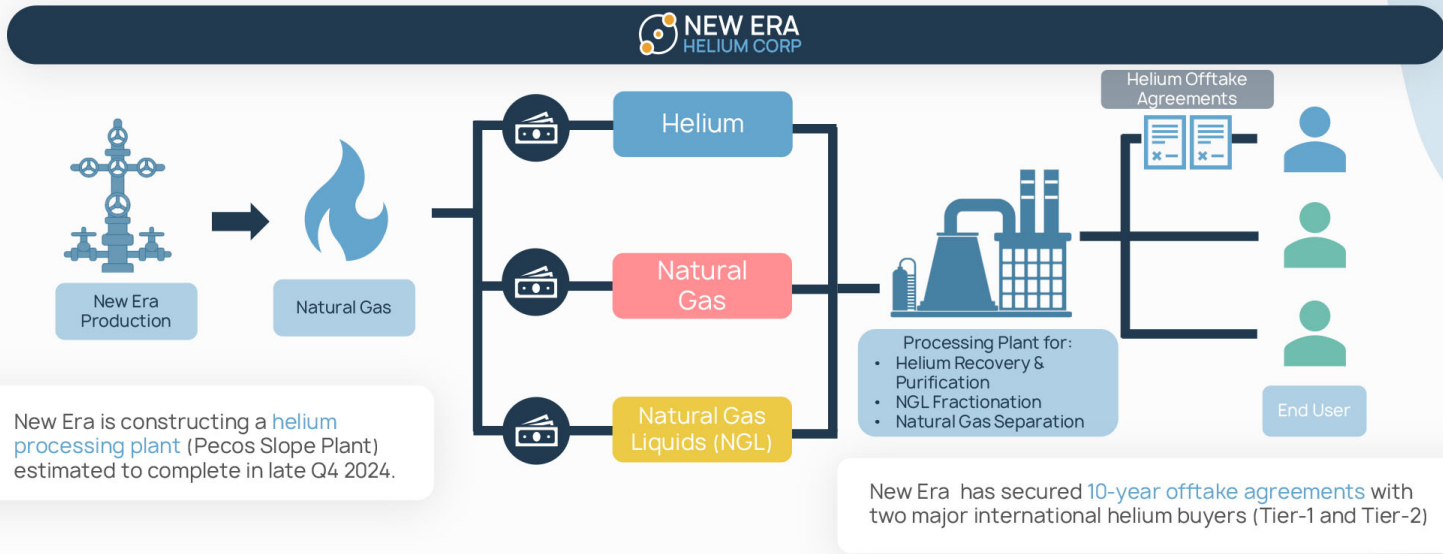 NEW ERA
HELIUM CORP
Helium Offtake
Agreements
Helium
Natural
Gas
Natural Gas
Liquids (NGL)
New Era
Production
Natural Gas
Processing Plant for:
• Helium Recovery &
Purification
• NGL Fractionation
• Natural Gas Separation
End User
New Era is constructing a helium
processing plant (Pecos Slope Plant)
estimated to complete in late Q4 2024.
New Era has secured 10-year offtake agreements with
two major international helium buyers (Tier-1 and Tier-2)